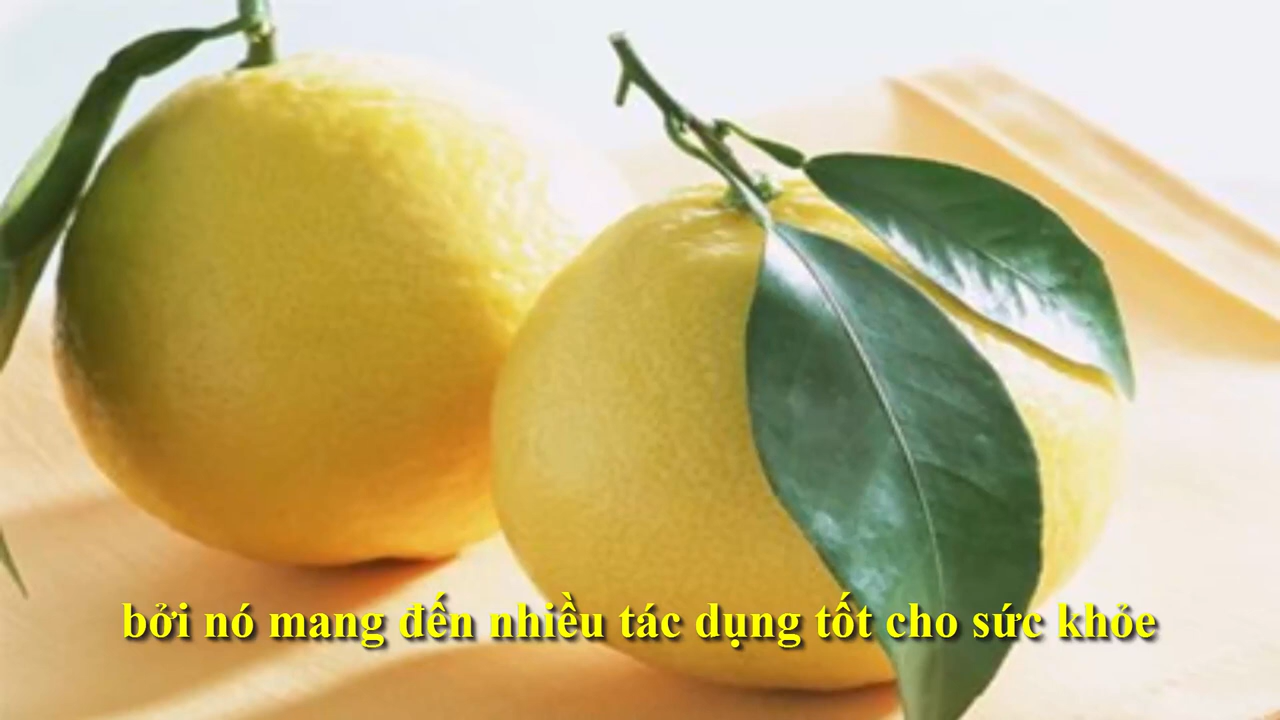 bởi nó mang đến nhiều tác dụng tốt cho sức khỏe